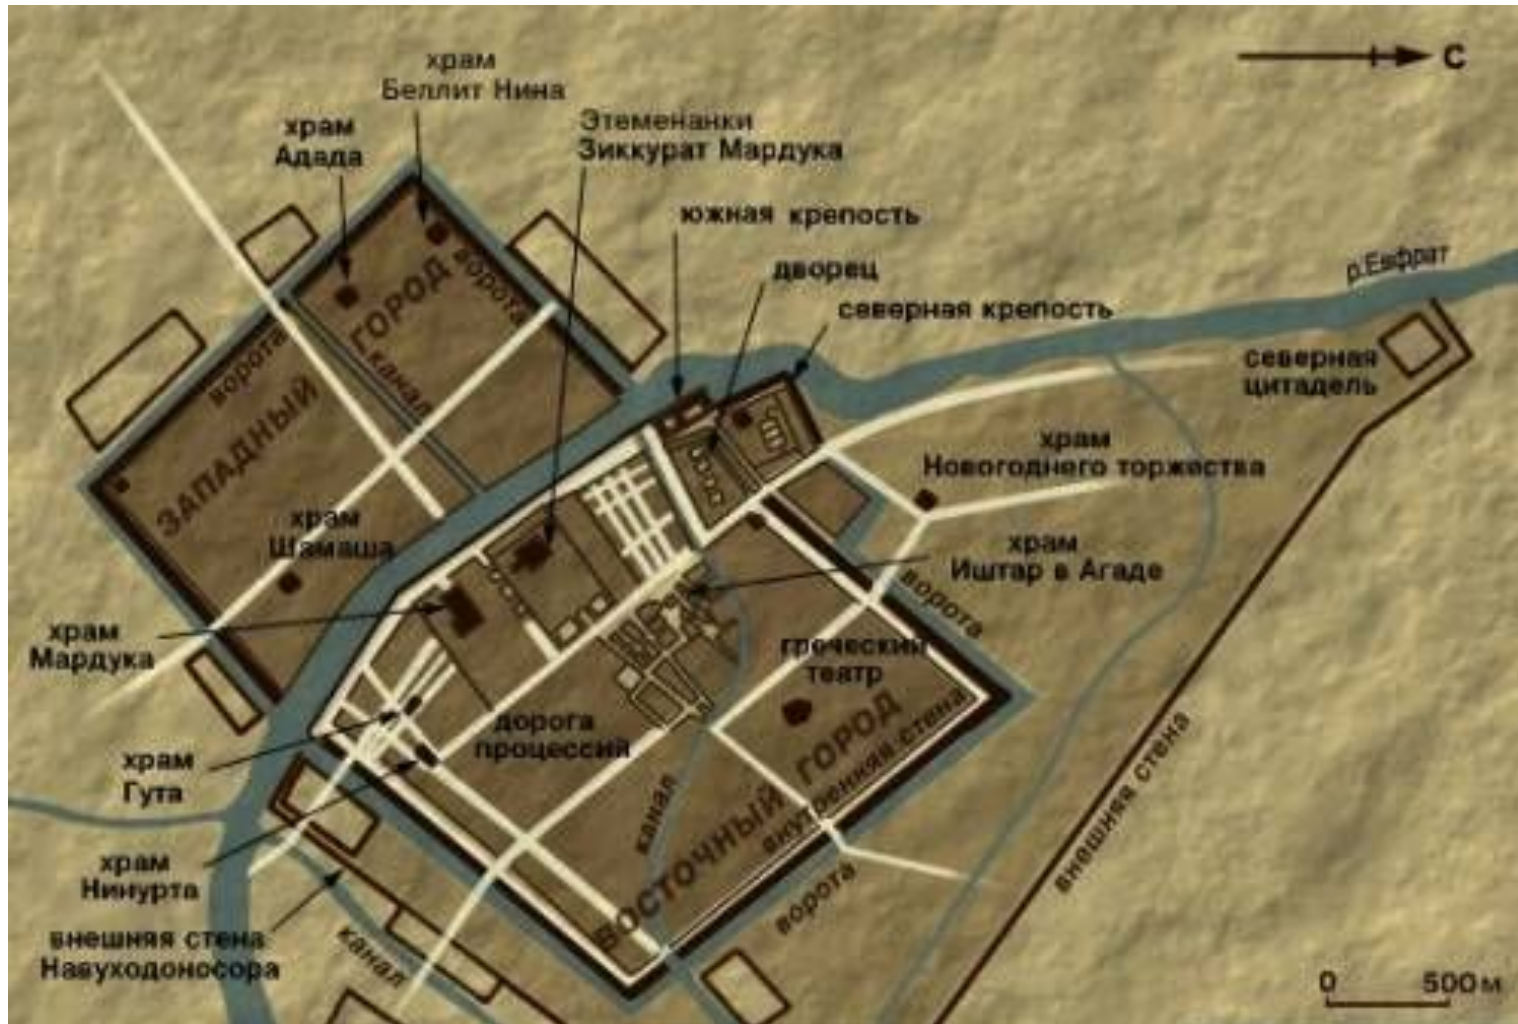 С
храм
Беллит Нина
Этеменанки
Зиккурат Мардука
храм
Адада
южная крепость
дворец
северная крепость
р.Евфрат
северная
цитадель
ворота
ГОРОД
канал
ворота
ЗАПАДНЫЙ
храм
Новогоднего торжества
храм
Шамаша
храм
Иштар в Агаде
ворота
храм
Мардука
греческий
театр
дорога
процессий
ГОРОД
внутренняя стена
внешняя стена
храм
Гута
канал
ВОСТОЧНЫЙ
храм
Нинурта
ворота
внешняя стена
Навуходоносора
канал
0 500 м